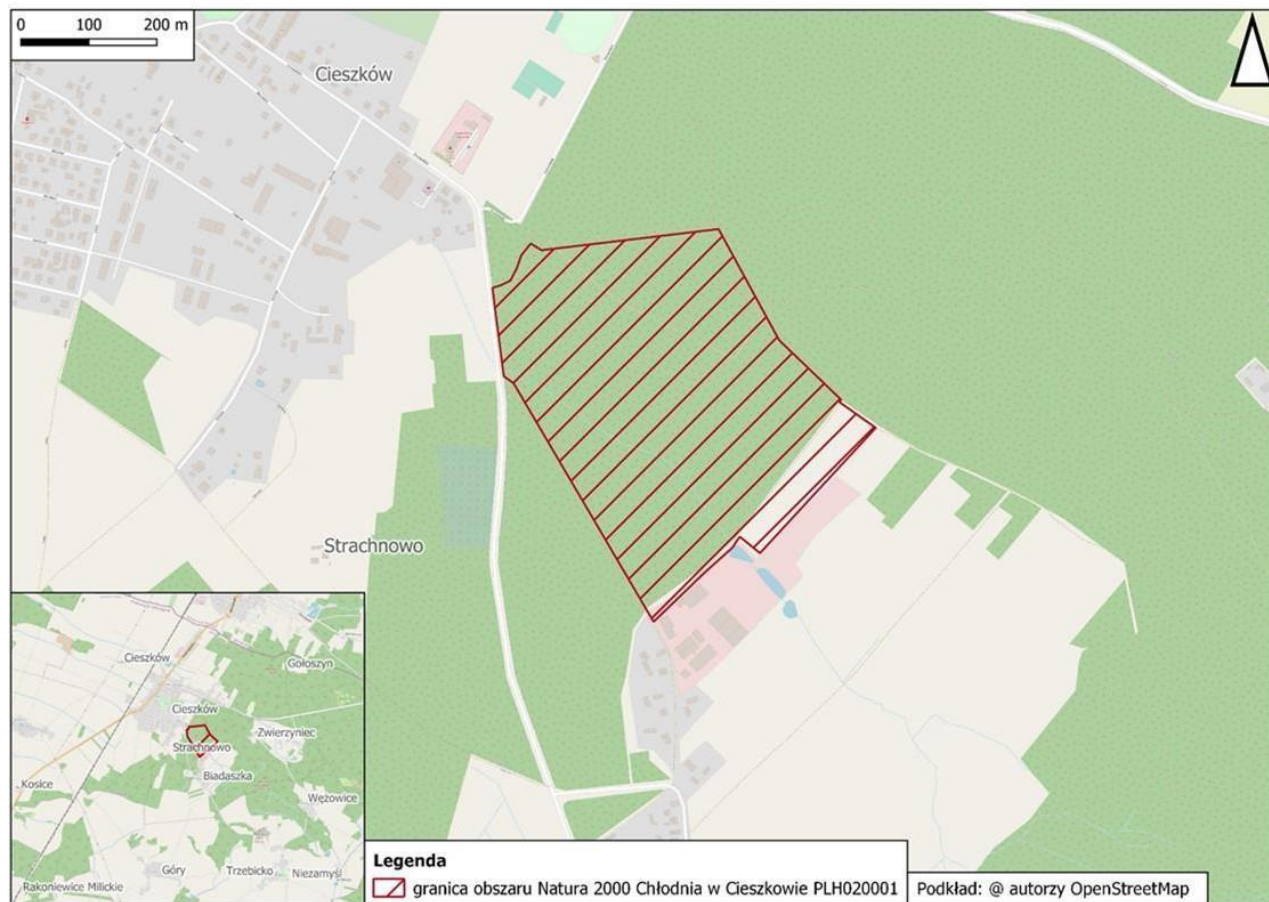 0 100 200 m
Cieszków
Strachnowo
Cieszków
Gołoszyn
Cieszków
Zwierzyniec
Strachnowo
Biadaszka
Kosice
Wężowice
Góry
Trzebicko
Niezamyśl
Rakoniewice Milickie
Legenda
granica obszaru Natura 2000 Chłodnia w Cieszkowie PLH020001
Podkład: @ autorzy OpenStreetMap